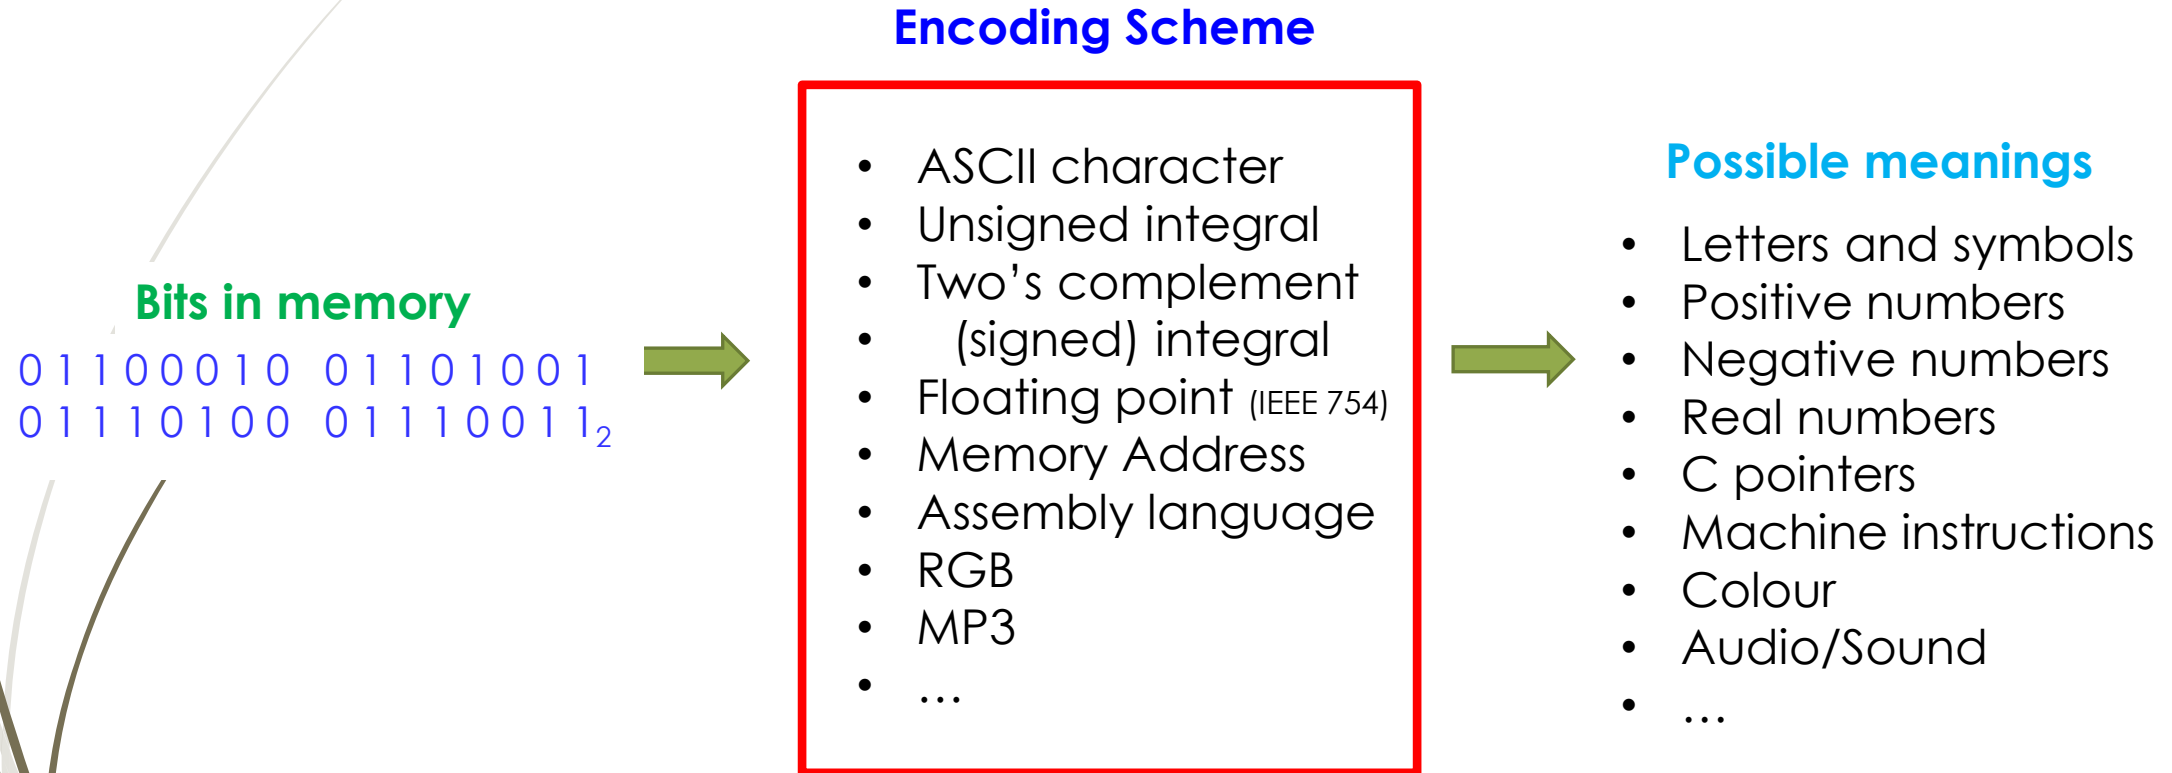 Encoding Scheme
Bits in memory
01100010 01101001
01110100 01110011₂
• ASCII character
• Unsigned integral
• Two’s complement
• (signed) integral
• Floating point (IEEE 754)
• Memory Address
• Assembly language
• RGB
• MP3
• …
Possible meanings
• Letters and symbols
• Positive numbers
• Negative numbers
• Real numbers
• C pointers
• Machine instructions
• Colour
• Audio/Sound
• …